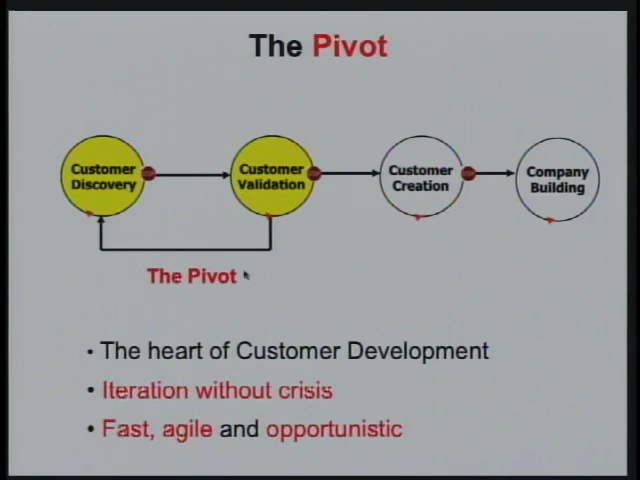 The Pivot
Customer
Discovery
Customer
Validation
Customer
Creation
Company
Building
The Pivot
• The heart of Customer Development
• Iteration without crisis
• Fast, agile and opportunistic